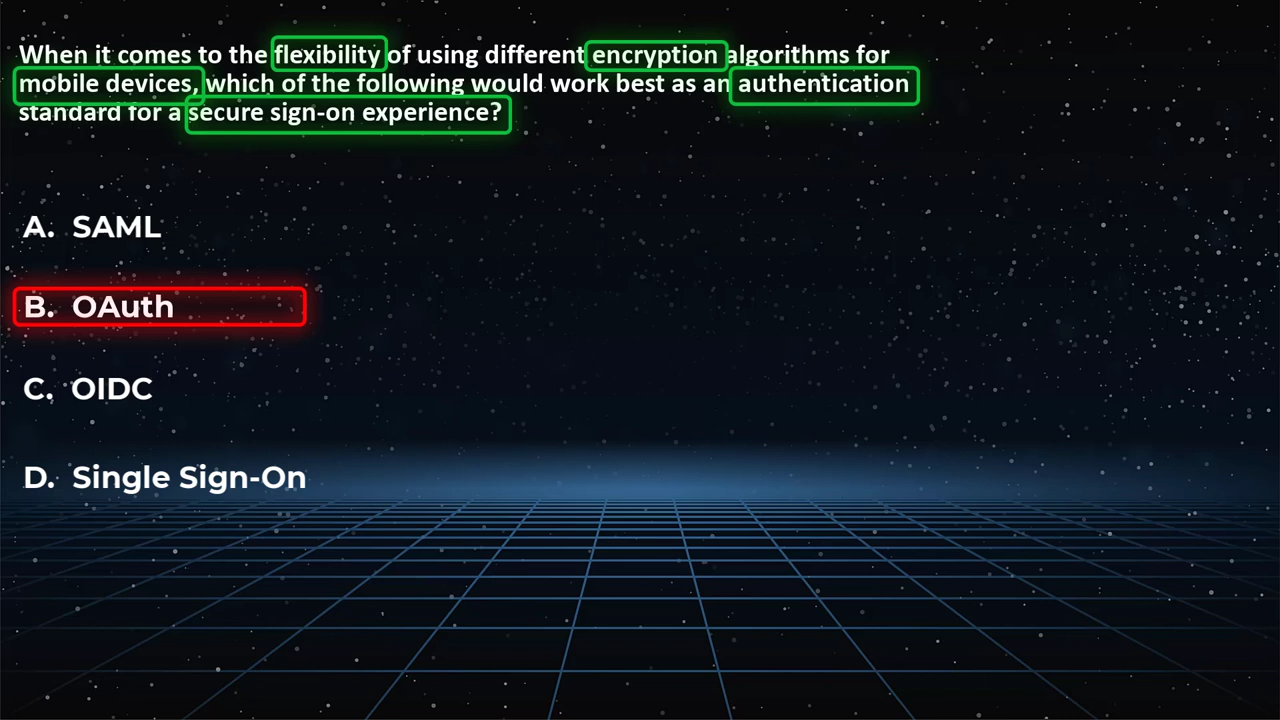 When it comes to the flexibility of using different encryption algorithms for
mobile devices, which of the following would work best as an authentication
standard for a secure sign-on experience?
A. SAML
B. OAuth
C. OIDC
D. Single Sign-On